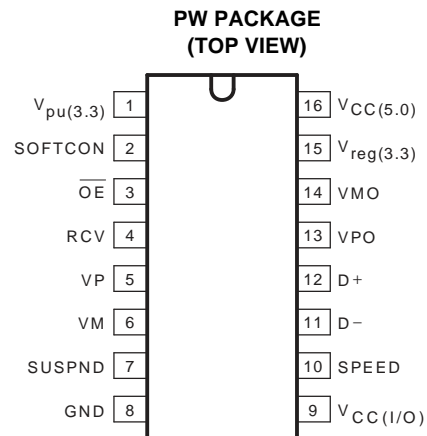 PW PACKAGE
(TOP VIEW)
Vpu(3.3) 1 16 VCC(5.0)
SOFTCON 2 15 Vreg(3.3)
OE 3 14 VMO
RCV 4 13 VPO
VP 5 12 D+
VM 6 11 D−
SUSPND 7 10 SPEED
GND 8 9 VCC(I/O)